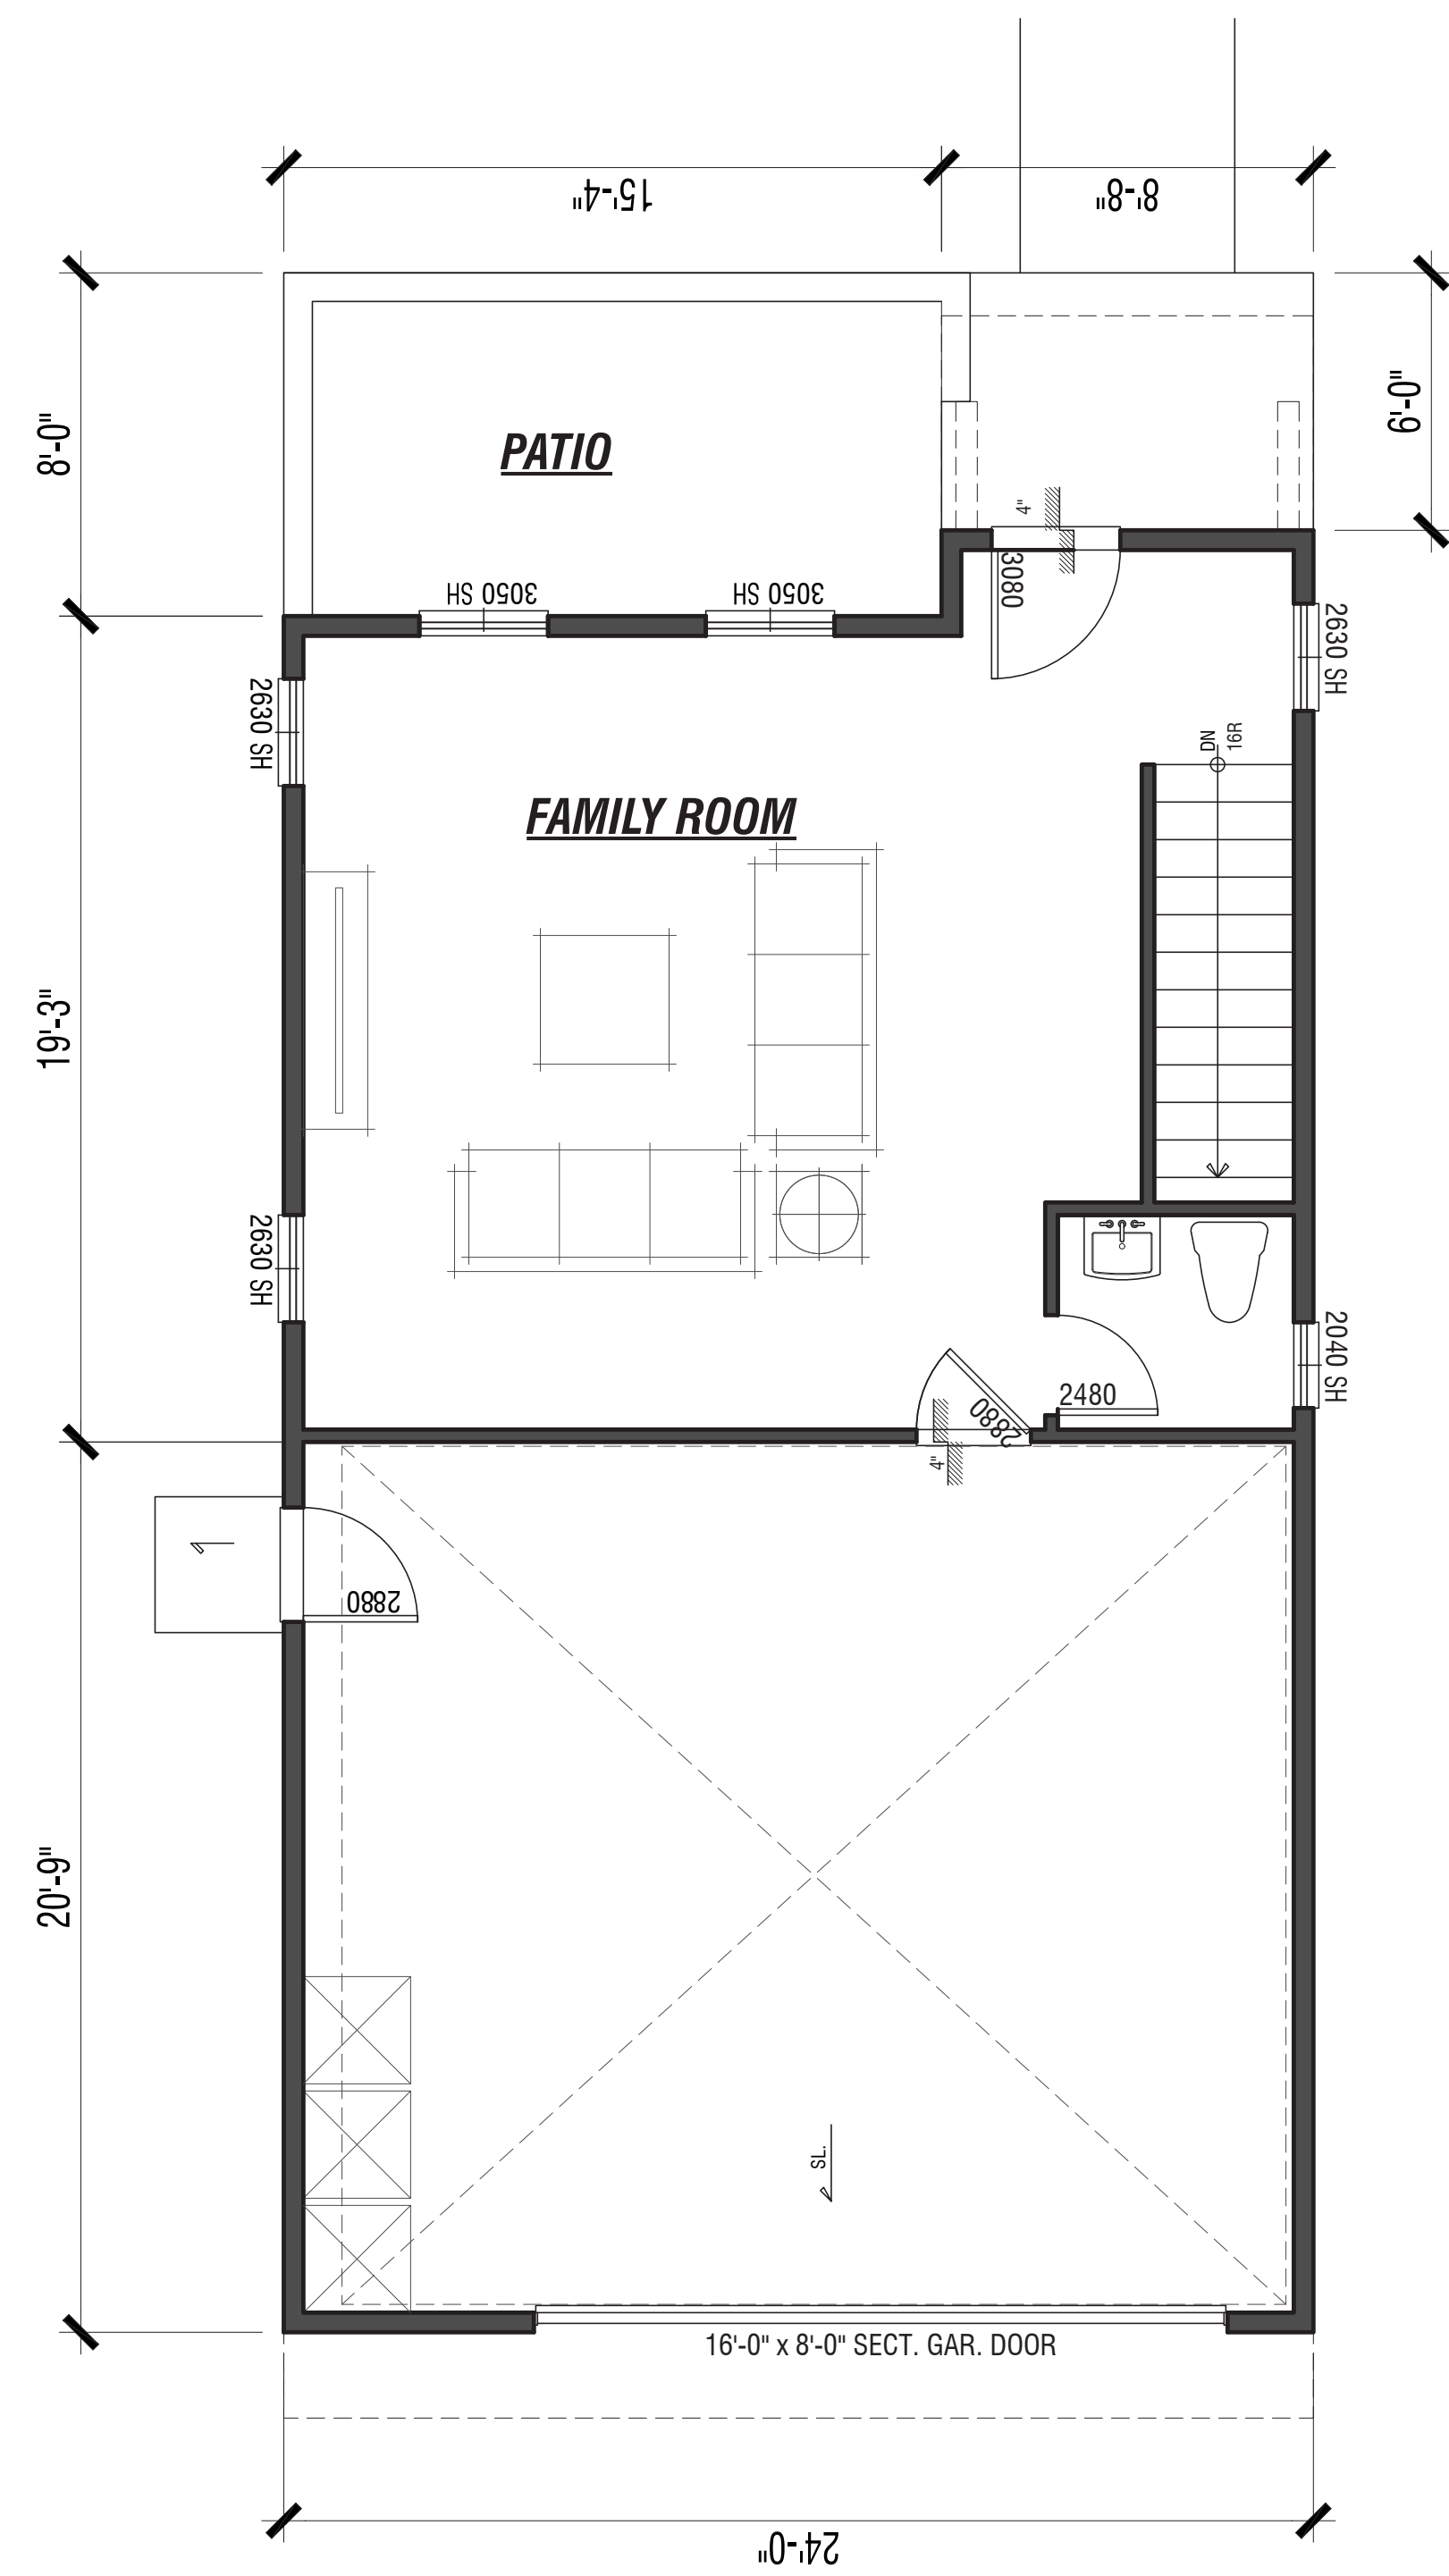 15'-4"
8'-8"
8'-0"
6'-0"
PATIO
4"
3080
3050 SH
3050 SH
2630 SH
2630 SH
DN
16R
FAMILY ROOM
19'-3"
2630 SH
2040 SH
2480
2880
4"
1
2880
20'-9"
SL.
16'-0" x 8'-0" SECT. GAR. DOOR
24'-0"